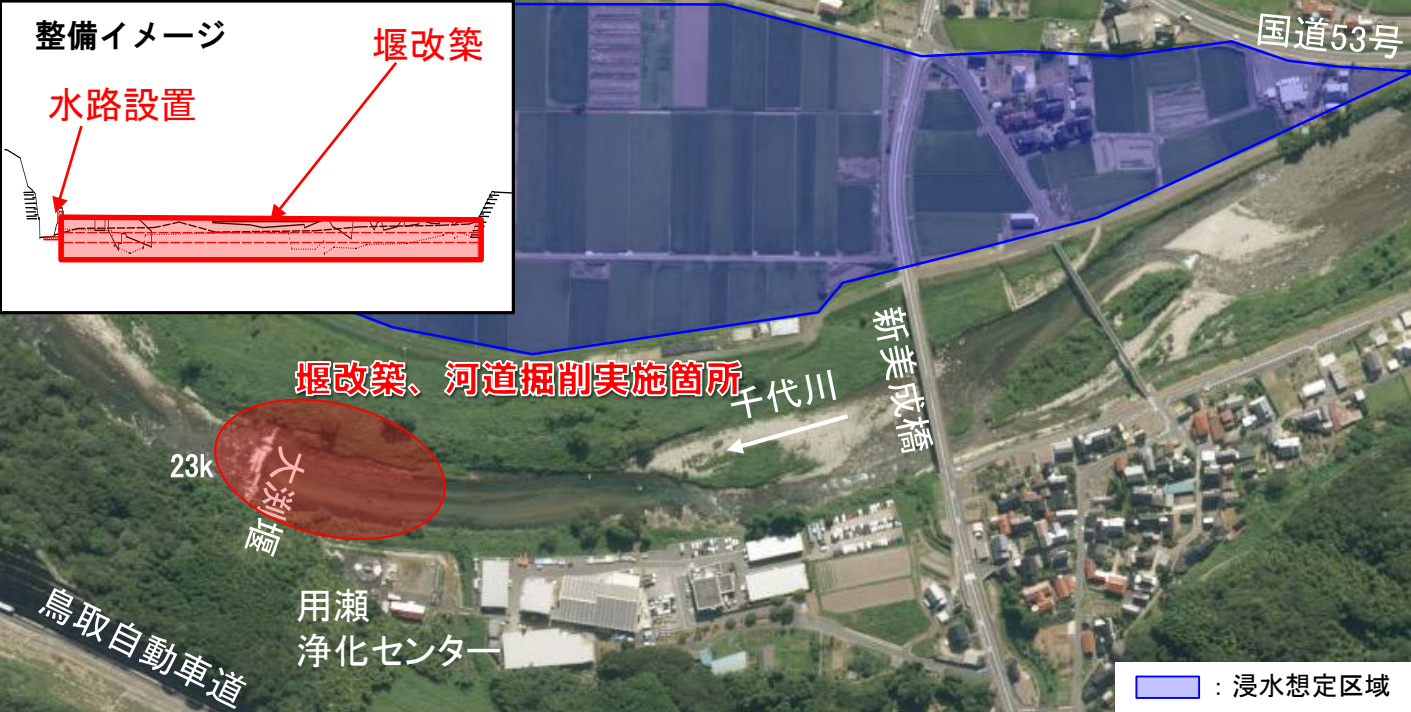 整備イメージ
堰改築
水路設置
国道53号
新美成橋
堰改築、河道掘削実施箇所
千代川
23k
大渕堰
用瀬
浄化センター
鳥取自動車道
：浸水想定区域